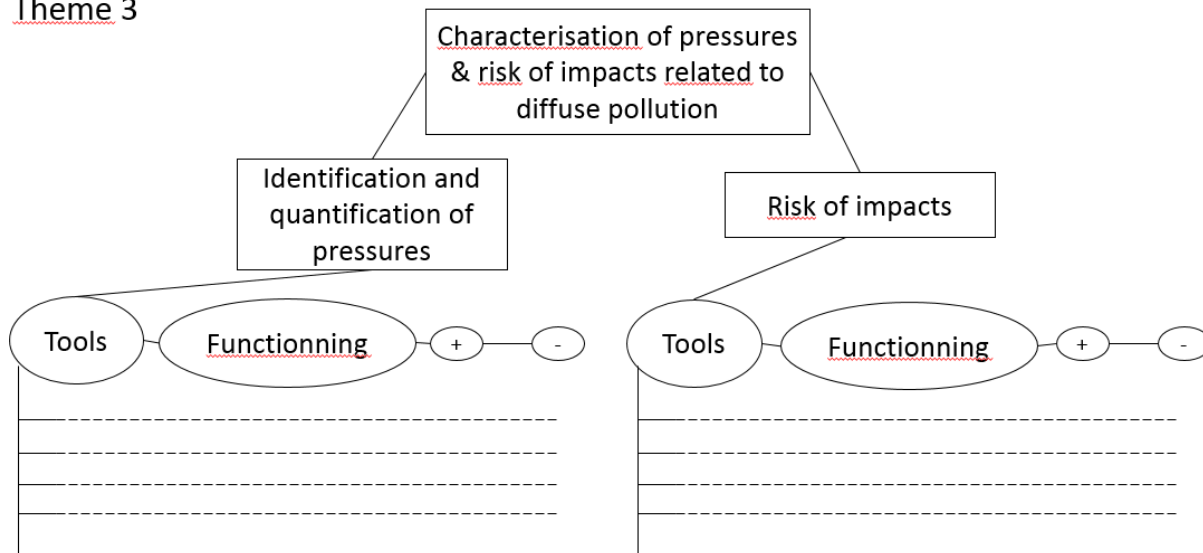 Theme 3
Characterisation of pressures
& risk of impacts related to
diffuse pollution
Identification and
quantification of
pressures
Risk of impacts
Tools
Functionning
+
-
Tools
Functionning
+
-